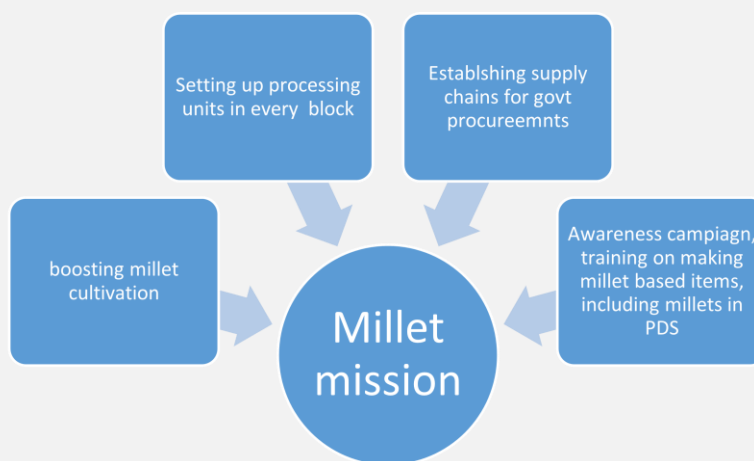 Setting up processing
units in every block
Establshing supply
chains for govt
procureemnts
boosting millet
cultivation
Awareness campiagn,
training on making
millet based items,
including millets in
PDS
Millet
mission